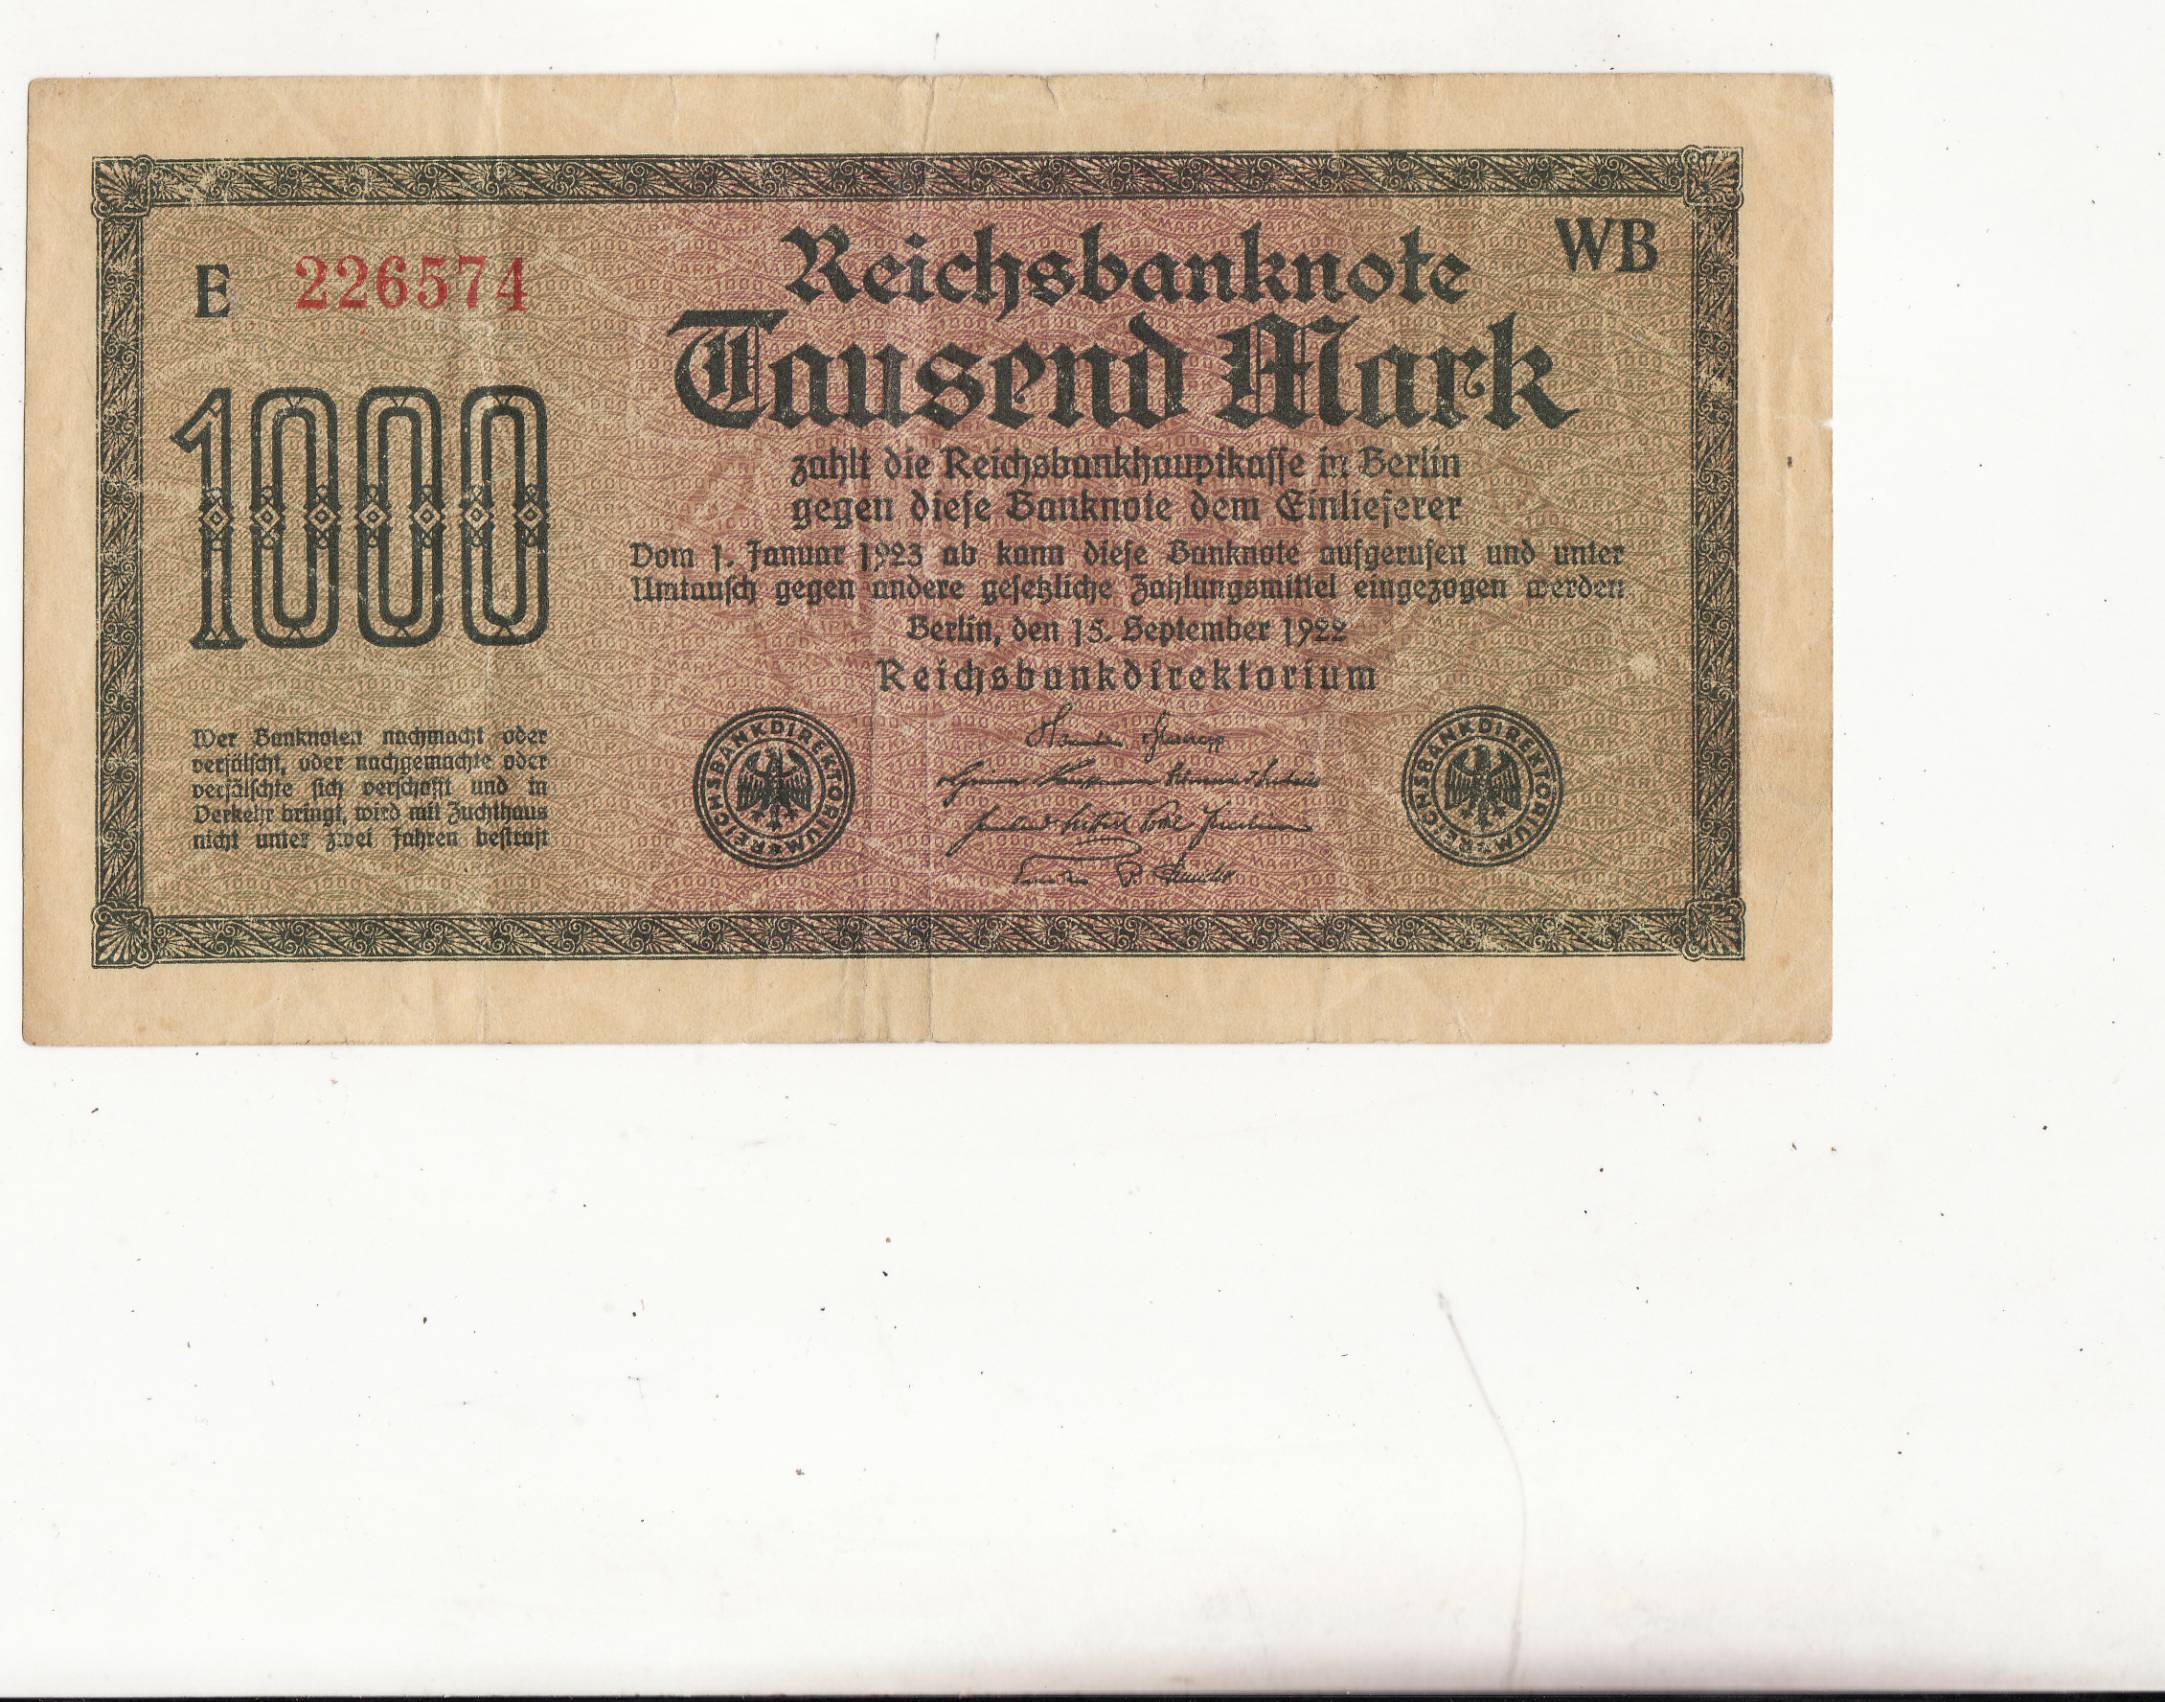 E 226574
WB
Reichsbanknote
Tausend Mark
1000
zahlt die Reichsbankhauptkasse in Berlin
gegen diese Banknote dem Einlieferer
Vom 1. Januar 1923 ab kann diese Banknote aufgerufen und unter
Umtausch gegen andere gesetzliche Zahlungsmittel eingezogen werden
Berlin, den 15. September 1922
Reichsbankdirektorium
Wer Banknoten nachmacht oder
verfälscht, oder nachgemachte oder
verfälschte sich verschafft und in
Verkehr bringt, wird mit Zuchthaus
nicht unter zwei Jahren bestraft
REICHSBANKDIREKTORIUM
REICHSBANKDIREKTORIUM